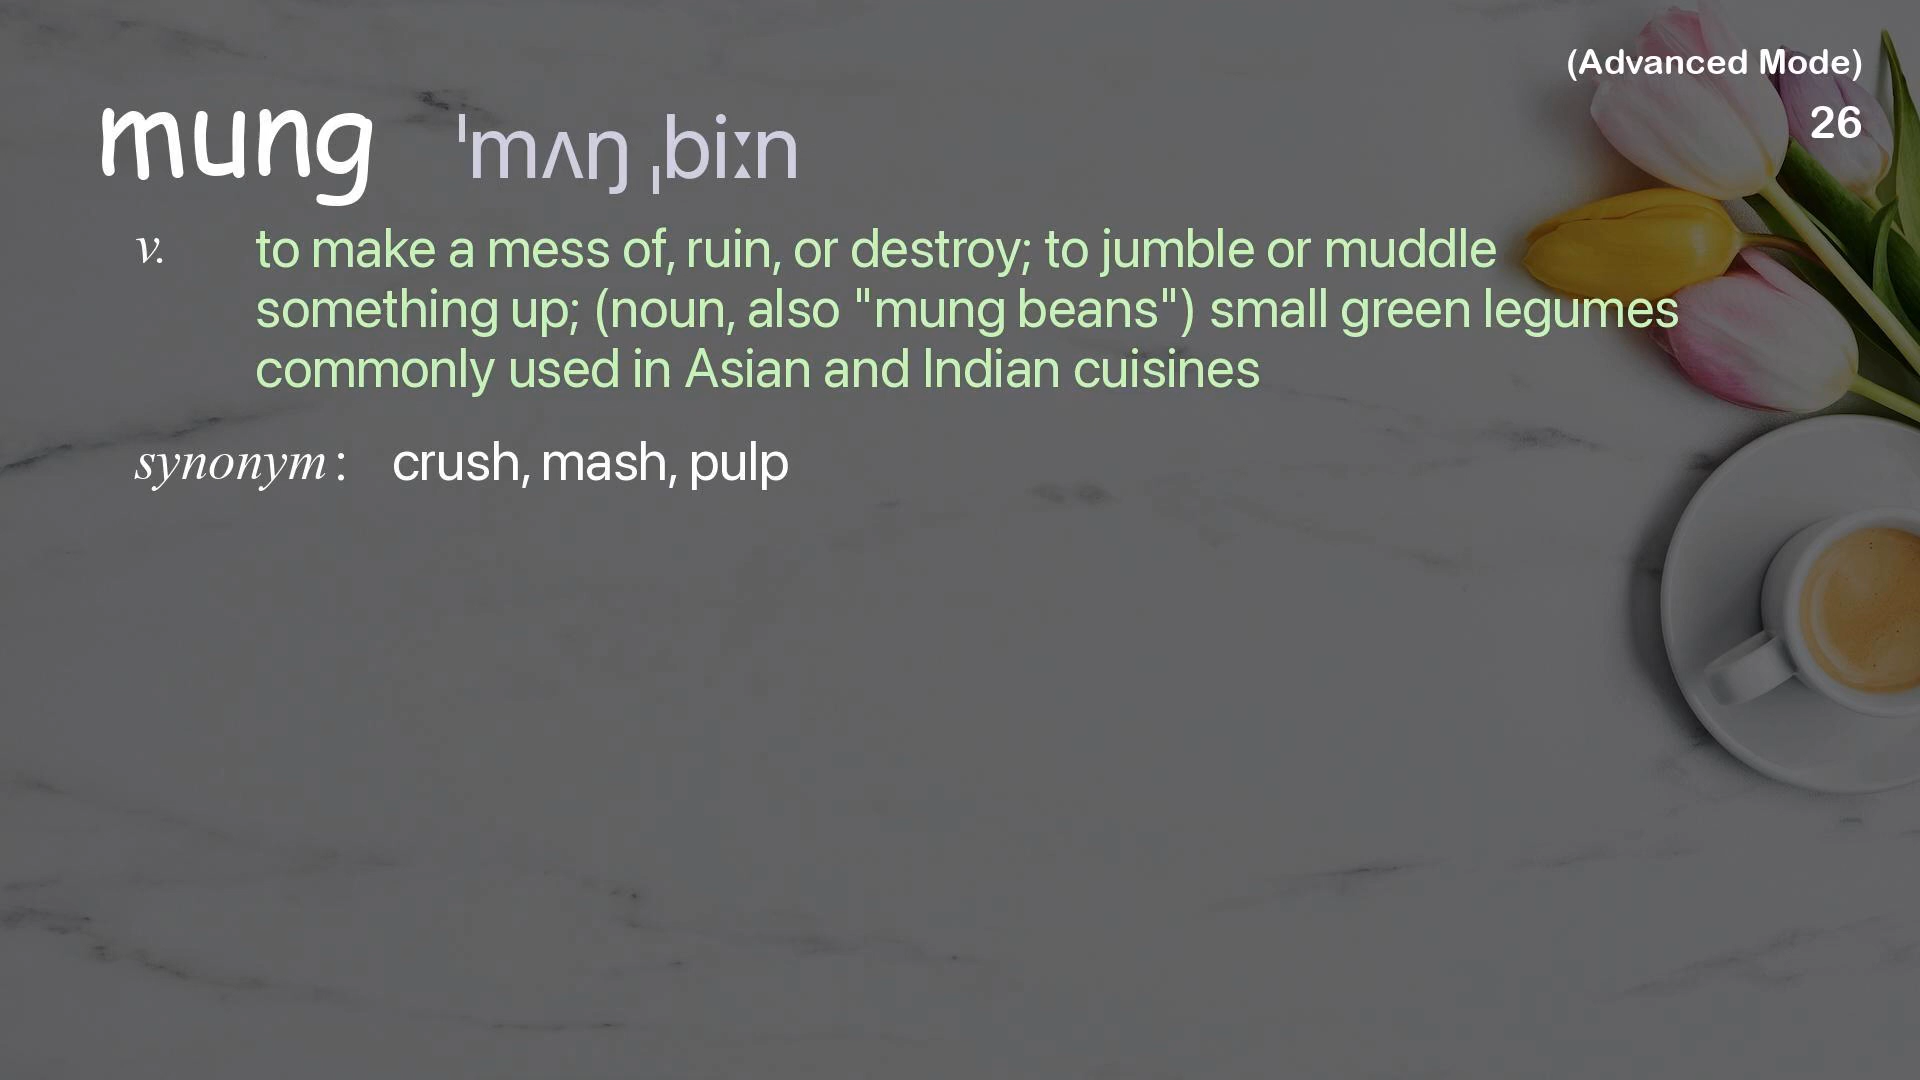 (Advanced Mode)
26
mung ˈmʌŋ ˌbiːn
v. to make a mess of, ruin, or destroy; to jumble or muddle
something up; (noun, also "mung beans") small green legumes
commonly used in Asian and Indian cuisines
synonym : crush, mash, pulp